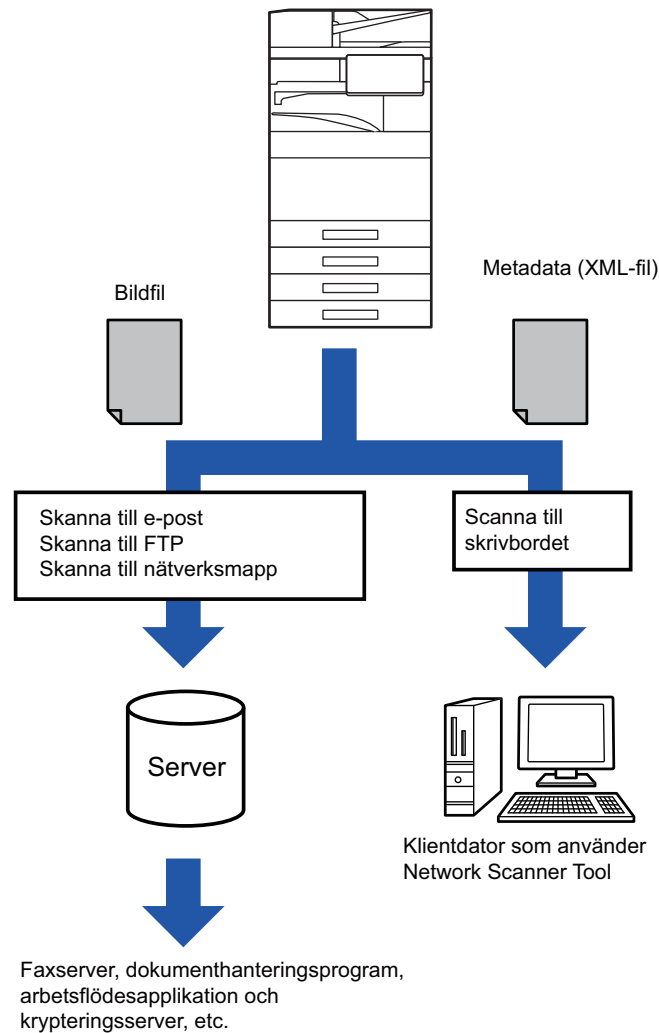 Metadata (XML-fil)
Bildfil
Skanna till e-post
Skanna till FTP
Skanna till nätverksmapp
Scanna till
skrivbordet
Server
Klientdator som använder
Network Scanner Tool
Faxserver, dokumenthanteringsprogram,
arbetsflödesapplikation och
krypteringsserver, etc.